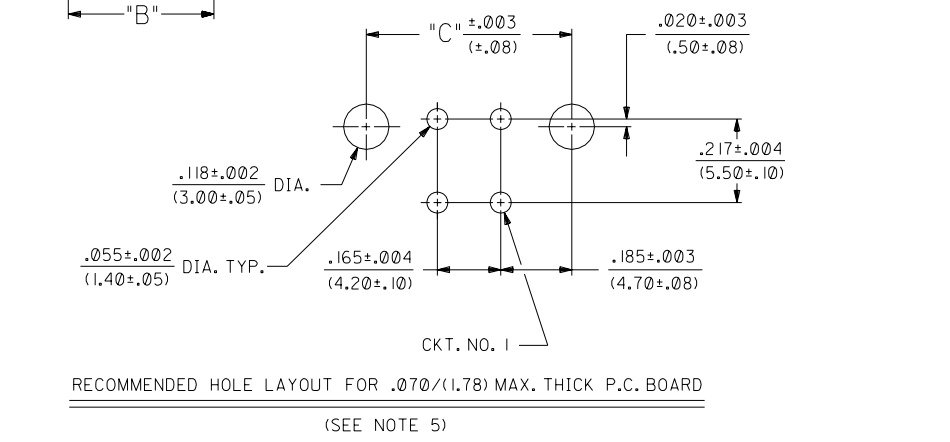 "B"
"C" ±.003
(±.08)
.020±.003
(.50±.08)
.217±.004
(5.50±.10)
.118±.002 DIA.
(3.00±.05)
.055±.002 DIA. TYP.
(1.40±.05)
.165±.004
(4.20±.10)
.185±.003
(4.70±.08)
CKT. NO. 1
RECOMMENDED HOLE LAYOUT FOR .070/(1.78) MAX. THICK P.C. BOARD
(SEE NOTE 5)